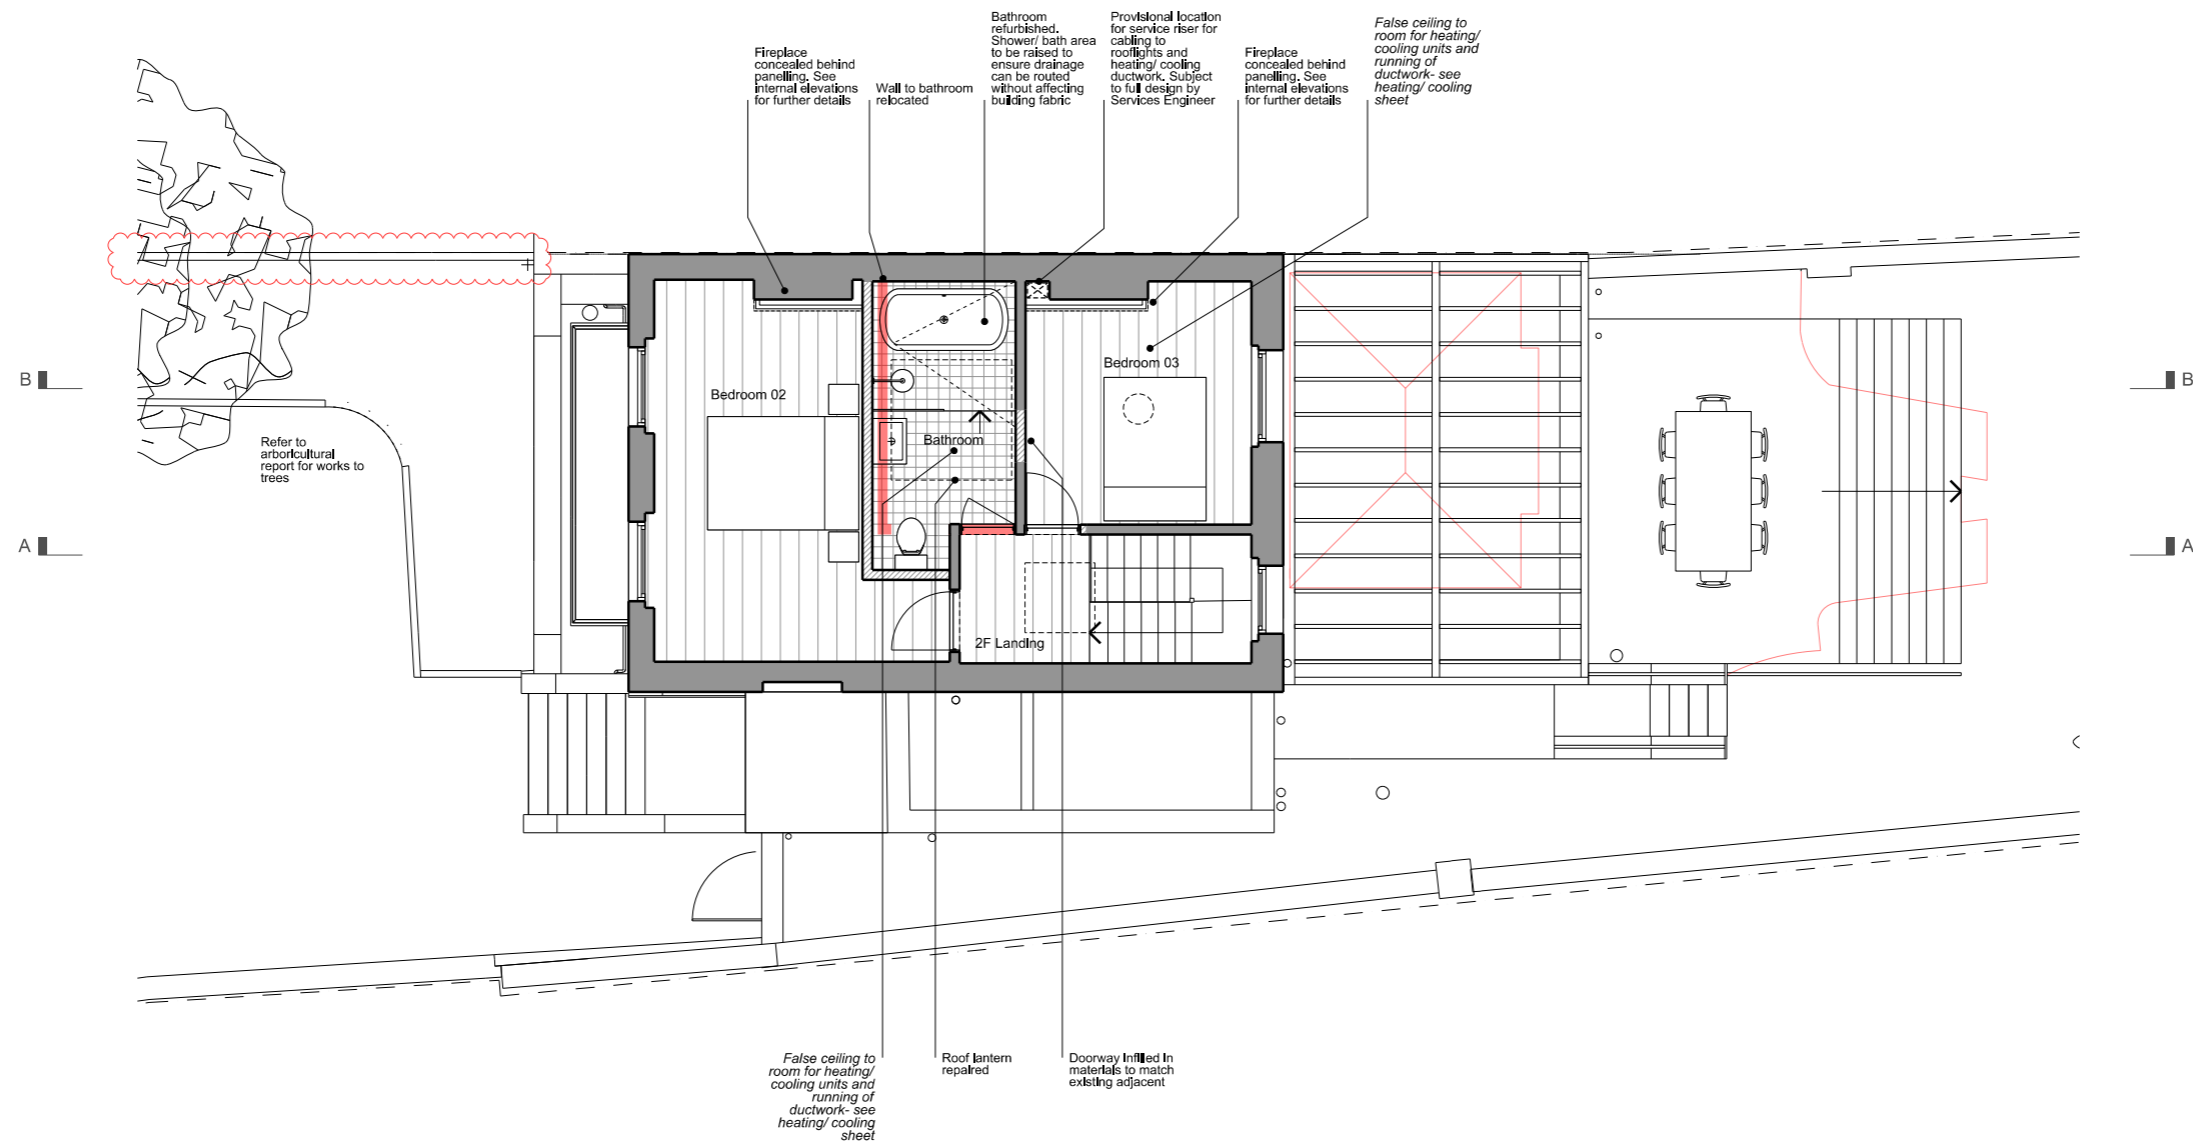 Fireplace
concealed behind
panelling. See
internal elevations
for further details
Wall to bathroom
relocated
Bathroom
refurbished.
Shower/ bath area
to be raised to
ensure drainage
can be routed
without affecting
building fabric
Provisional location
for service riser for
cabling to
rooflights and
heating/ cooling
ductwork. Subject
to full design by
Services Engineer
Fireplace
concealed behind
panelling. See
internal elevations
for further details
False ceiling to
room for heating/
cooling units and
running of
ductwork- see
heating/ cooling
sheet
B
B
Bedroom 03
Bedroom 02
Bathroom
Refer to
arboricultural
report for works to
trees
A
A
2F Landing
False ceiling to
room for heating/
cooling units and
running of
ductwork- see
heating/ cooling
sheet
Roof lantern
repaired
Doorway infilled in
materials to match
existing adjacent